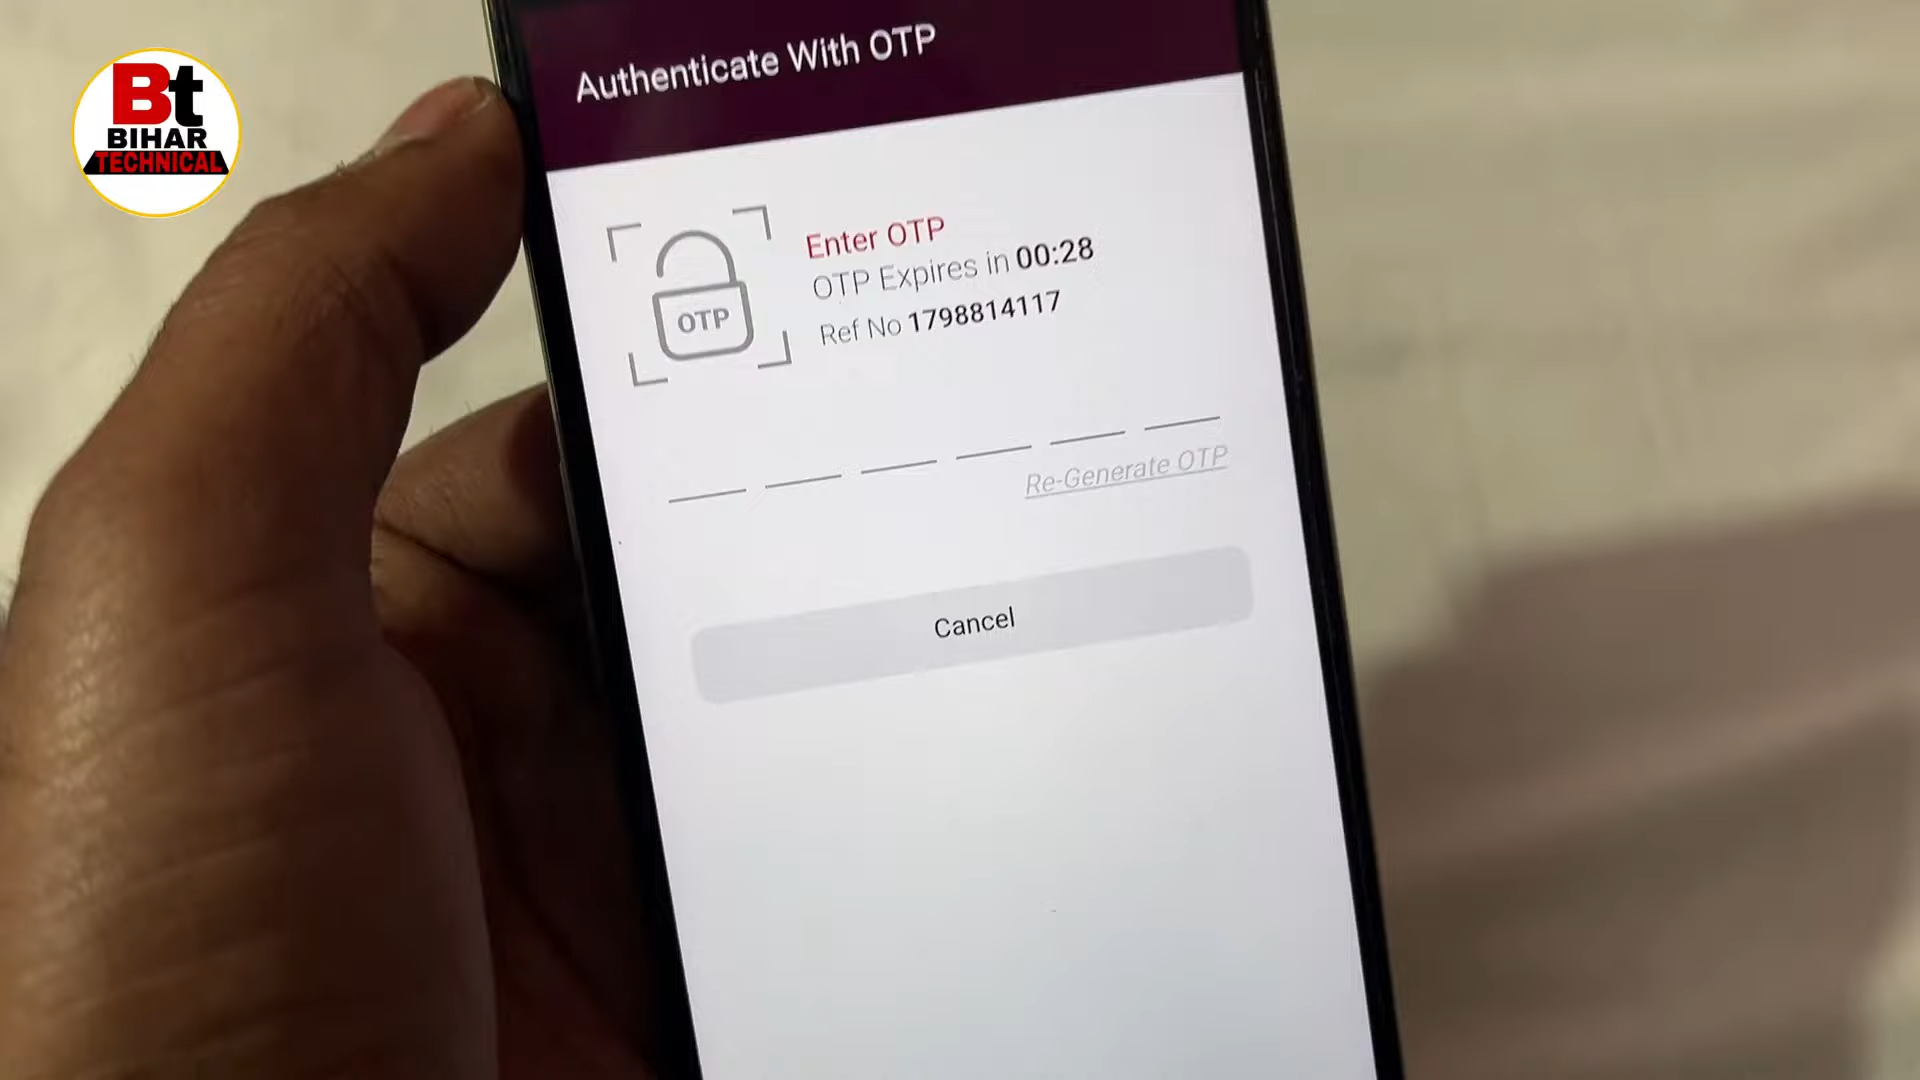 Bt
BIHAR
TECHNICAL
Authenticate With OTP
Enter OTP
OTP Expires in 00:28
Ref No 1798814117
OTP
Re-Generate OTP
Cancel